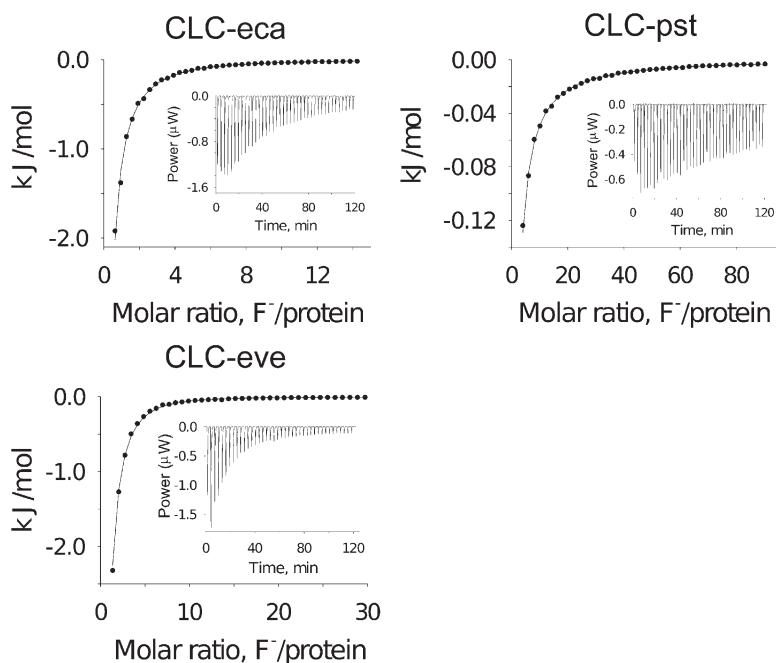 CLC-eca
kJ/mol
0.0
-1.0
-2.0
0 4 8 12
Molar ratio, F⁻/protein
Power (μW)
0.0
-0.8
-1.6
0 40 80 120
Time, min
CLC-pst
kJ/mol
0.00
-0.04
-0.08
-0.12
0 20 40 60 80
Molar ratio, F⁻/protein
Power (μW)
0.0
-0.2
-0.4
-0.6
0 40 80 120
Time, min
CLC-eve
kJ/mol
0.0
-1.0
-2.0
0 10 20 30
Molar ratio, F⁻/protein
Power (μW)
0.0
-0.5
-1.0
-1.5
0 40 80 120
Time, min